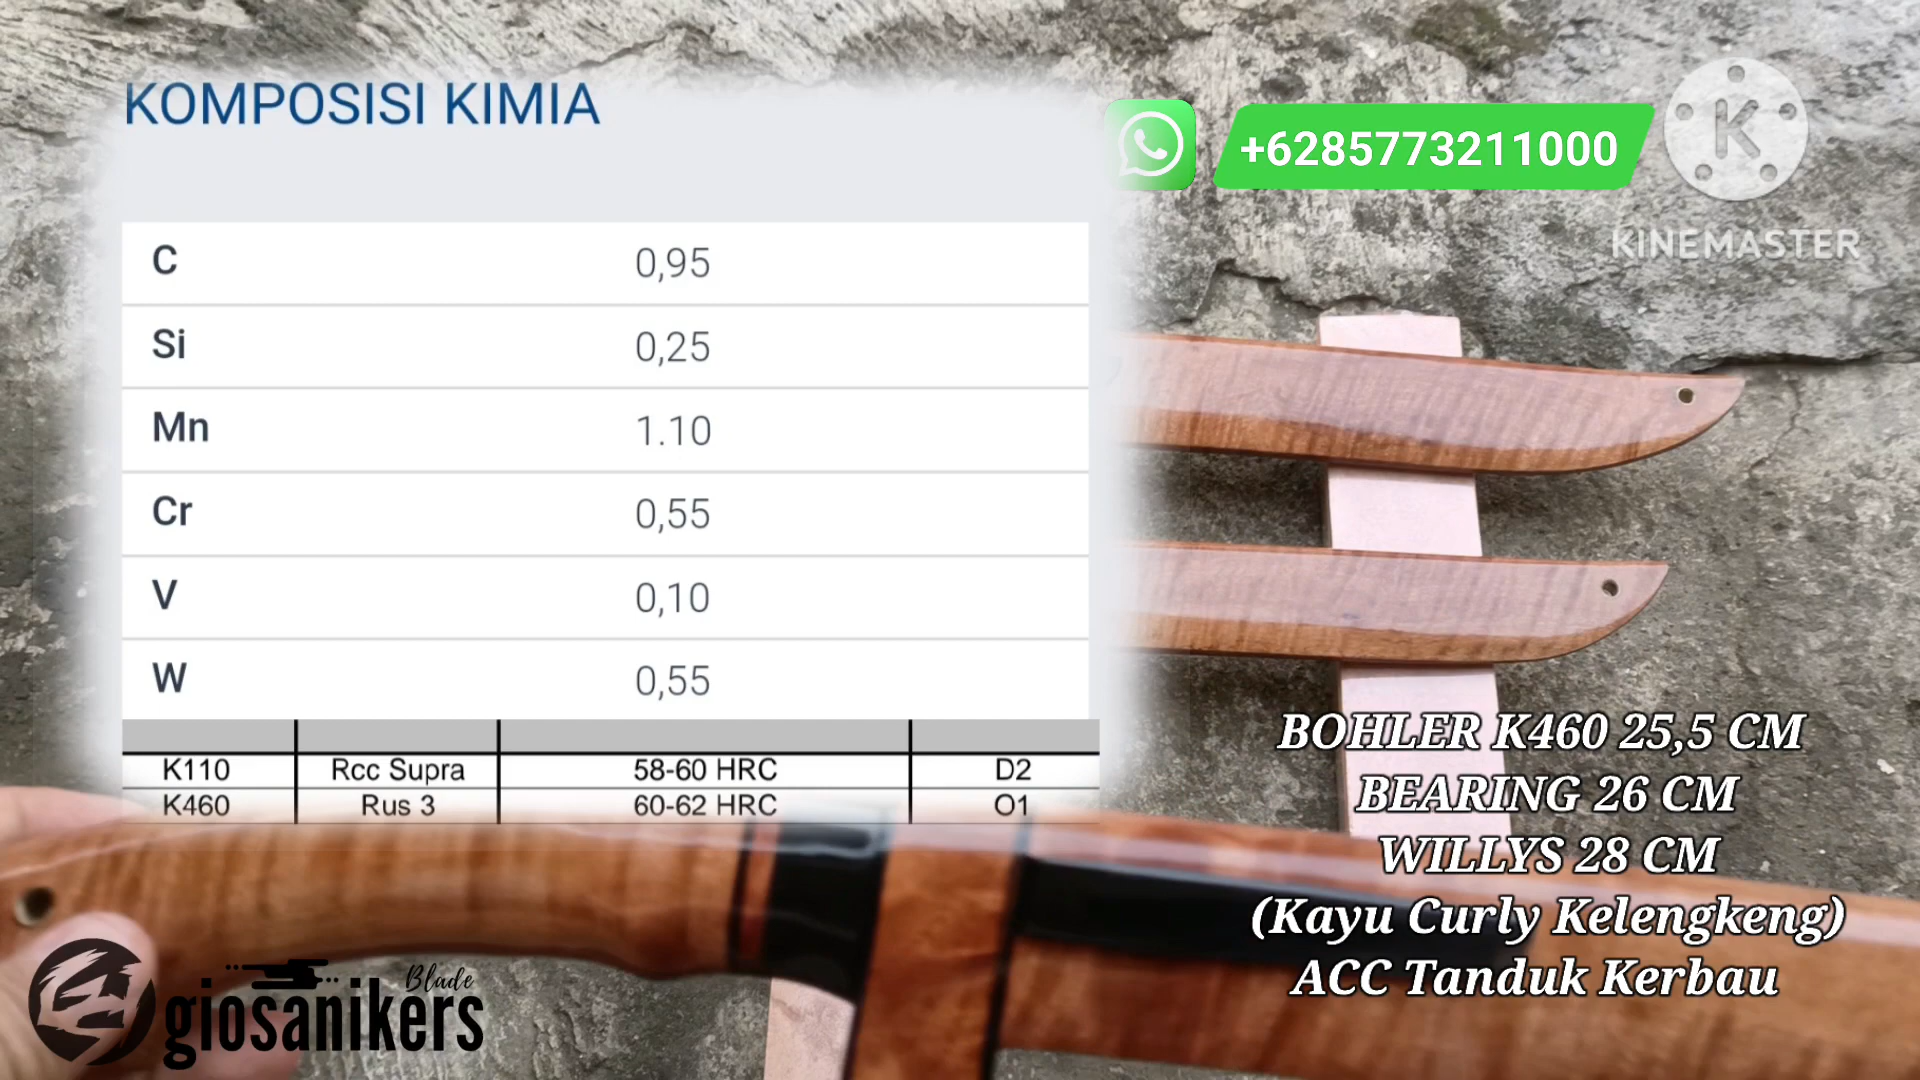 KOMPOSISI KIMIA
C 0,95
Si 0,25
Mn 1.10
Cr 0,55
V 0,10
W 0,55
K110 Rcc Supra 58-60 HRC D2
K460 Rus 3 60-62 HRC O1
+6285773211000
K
KINEMASTER
BOHLER K460 25,5 CM
BEARING 26 CM
WILLYS 28 CM
(Kayu Curly Kelengkeng)
ACC Tanduk Kerbau
Blade
giosanikers